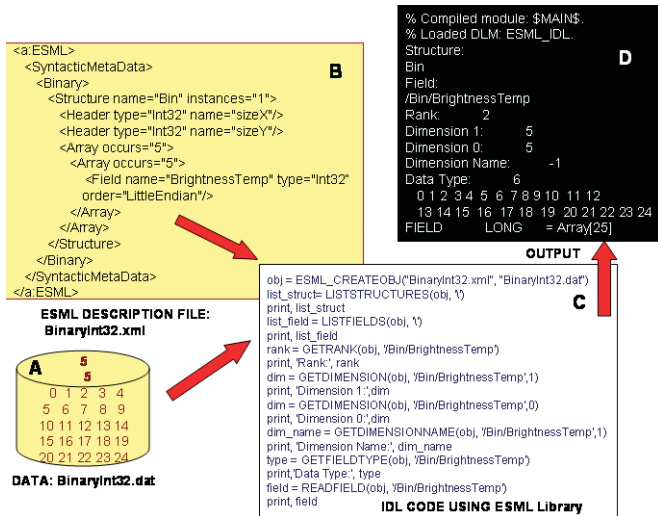 <a:ESML>
<SyntacticMetaData>
<Binary>
<Structure name="Bin" instances="1">
<Header type="Int32" name="sizeX"/>
<Header type="Int32" name="sizeY"/>
<Array occurs="5">
<Array occurs="5">
<Field name="BrightnessTemp" type="Int32"
order="LittleEndian"/>
</Array>
</Array>
</Structure>
</Binary>
</SyntacticMetaData>
</a:ESML>
B
ESML DESCRIPTION FILE:
BinaryInt32.xml
A
5
5
0 1 2 3 4
5 6 7 8 9
10 11 12 13 14
15 16 17 18 19
20 21 22 23 24
DATA: BinaryInt32.dat
obj = ESML_CREATEOBJ("BinaryInt32.xml", "BinaryInt32.dat")
list_struct= LISTSTRUCTURES(obj, '\')
print, list_struct
list_field = LISTFIELDS(obj, '\')
print, list_field
rank = GETRANK(obj, '/Bin/BrightnessTemp')
print, 'Rank:', rank
dim = GETDIMENSION(obj, '/Bin/BrightnessTemp',1)
print, 'Dimension 1:',dim
dim = GETDIMENSION(obj, '/Bin/BrightnessTemp',0)
print, 'Dimension 0:',dim
dim_name = GETDIMENSIONNAME(obj, '/Bin/BrightnessTemp',1)
print, 'Dimension Name:', dim_name
type = GETFIELDTYPE(obj, '/Bin/BrightnessTemp')
print,'Data Type:', type
field = READFIELD(obj, '/Bin/BrightnessTemp')
print, field
C
IDL CODE USING ESML Library
% Compiled module: $MAIN$.
% Loaded DLM: ESML_IDL.
Structure:
Bin
Field:
/Bin/BrightnessTemp
Rank: 2
Dimension 1: 5
Dimension 0: 5
Dimension Name: -1
Data Type: 6
0 1 2 3 4 5 6 7 8 9 10 11 12
13 14 15 16 17 18 19 20 21 22 23 24
FIELD LONG = Array[25]
D
OUTPUT